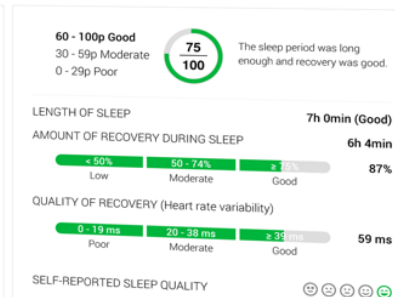 60 - 100p Good
30 - 59p Moderate
0 - 29p Poor
75
100
The sleep period was long
enough and recovery was good.
LENGTH OF SLEEP 7h 0min (Good)
AMOUNT OF RECOVERY DURING SLEEP 6h 4min
< 50% 50 - 74% ≥ 75% 87%
Low Moderate Good
QUALITY OF RECOVERY (Heart rate variability)
0 - 19 ms 20 - 38 ms ≥ 39 ms 59 ms
Poor Moderate Good
SELF-REPORTED SLEEP QUALITY